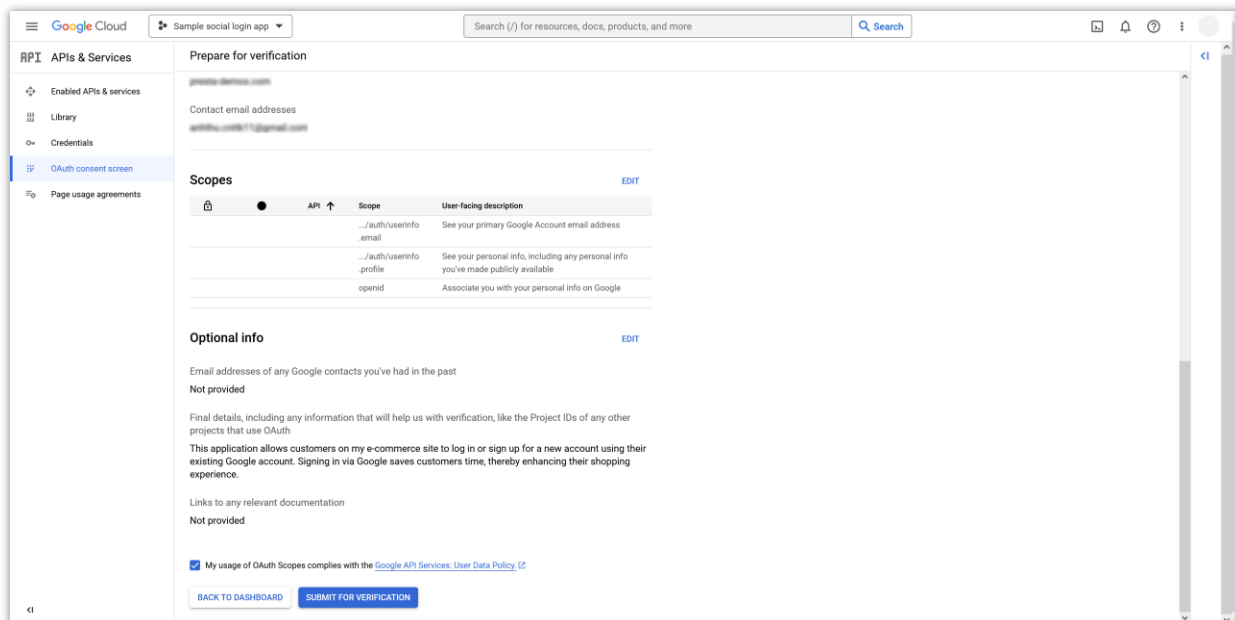 Google Cloud
Sample social login app
Search (/) for resources, docs, products, and more
Search
API APIs & Services
Prepare for verification
Enabled APIs & services
Library
Credentials
OAuth consent screen
Page usage agreements
Contact email addresses
Scopes
EDIT
API Scope User-facing description
.../auth/userinfo
.email
See your primary Google Account email address
.../auth/userinfo
.profile
See your personal info, including any personal info
you've made publicly available
openid
Associate you with your personal info on Google
Optional info
EDIT
Email addresses of any Google contacts you've had in the past
Not provided
Final details, including any information that will help us with verification, like the Project IDs of any other
projects that use OAuth
This application allows customers on my e-commerce site to log in or sign up for a new account using their
existing Google account. Signing in via Google saves customers time, thereby enhancing their shopping
experience.
Links to any relevant documentation
Not provided
My usage of OAuth Scopes complies with the Google API Services: User Data Policy.
BACK TO DASHBOARD
SUBMIT FOR VERIFICATION